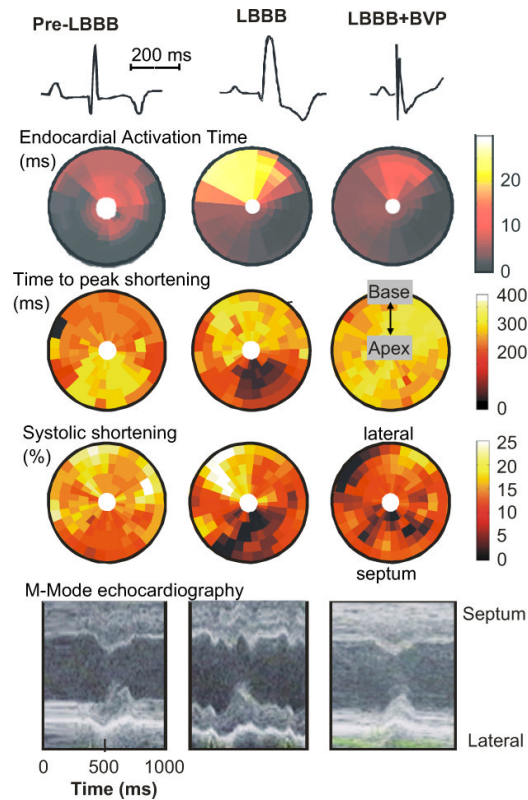 Pre-LBBB
LBBB
LBBB+BVP
200 ms
Endocardial Activation Time
(ms)
20
10
0
Time to peak shortening
(ms)
Base
Apex
400
300
200
0
Systolic shortening
(%)
lateral
septum
25
20
15
10
5
0
M-Mode echocardiography
Septum
Lateral
0 500 1000
Time (ms)